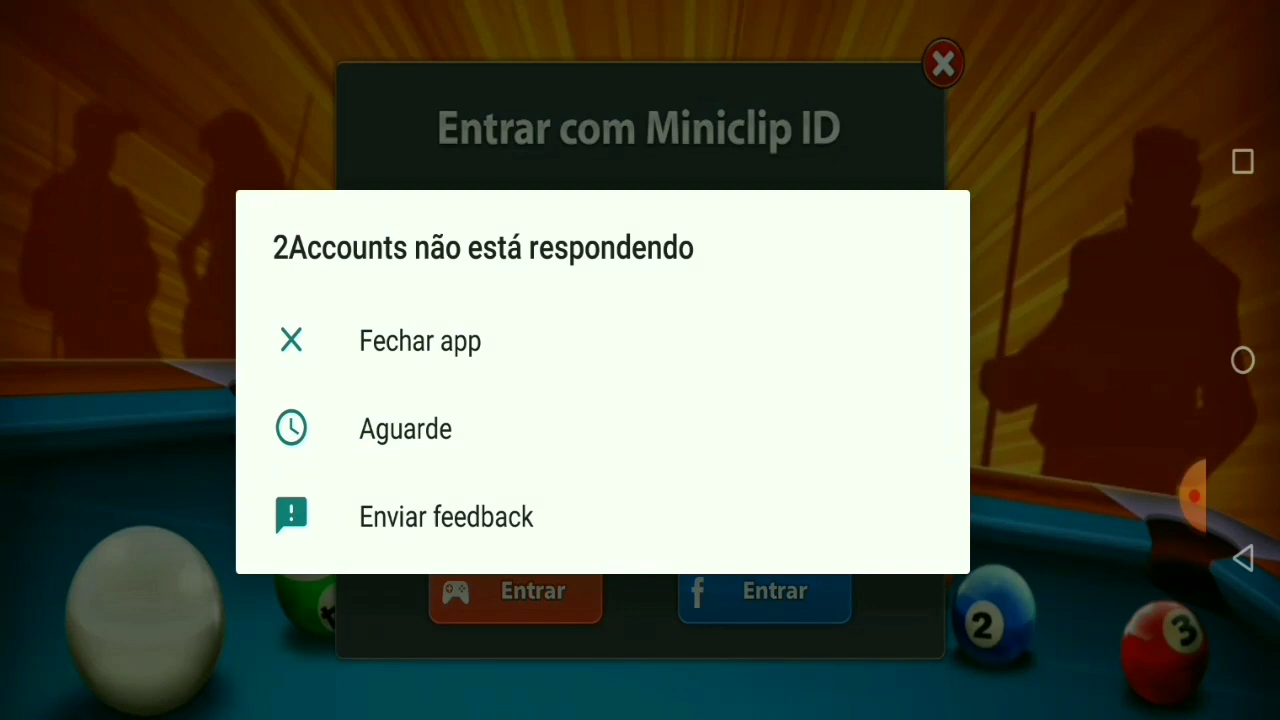 Entrar com Miniclip ID
2Accounts não está respondendo
Fechar app
Aguarde
Enviar feedback
Entrar
f Entrar
2
3